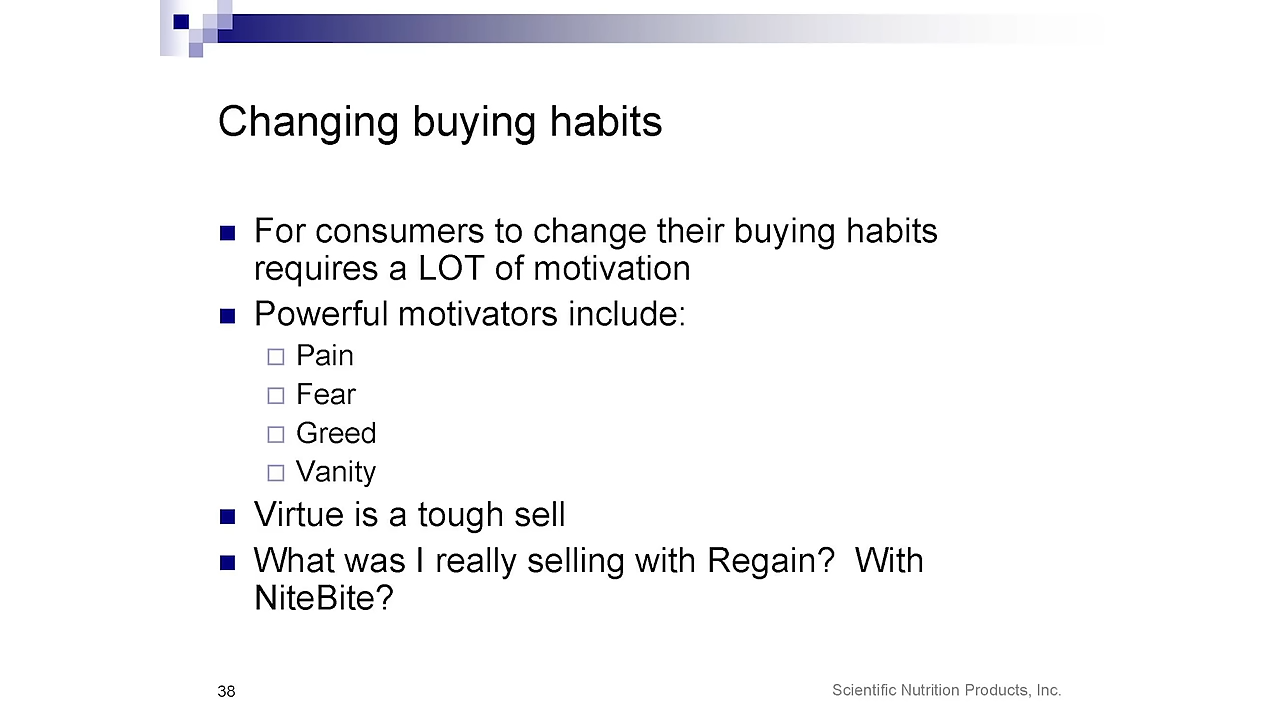 Changing buying habits
For consumers to change their buying habits
requires a LOT of motivation
Powerful motivators include:
Pain
Fear
Greed
Vanity
Virtue is a tough sell
What was I really selling with Regain?  With
NiteBite?
38
Scientific Nutrition Products, Inc.